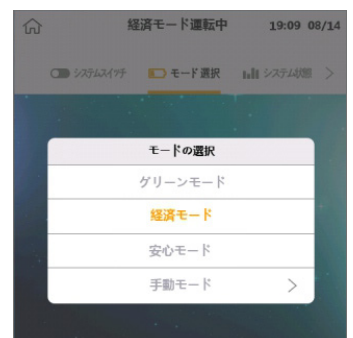 経済モード運転中 19:09 08/14
システムスイッチ モード選択 システム状態 >
モードの選択
グリーンモード
経済モード
安心モード
手動モード >